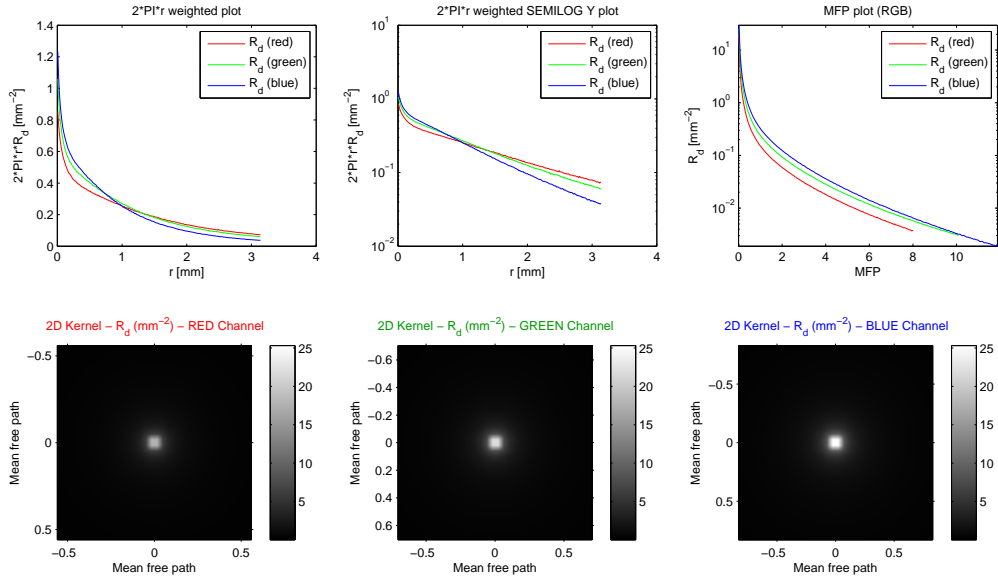 2*PI*r weighted plot
1.4
1.2
1
0.8
0.6
0.4
0.2
0
0 1 2 3 4
2*PI*r*R_d [mm^−2]
r [mm]
R_d (red)
R_d (green)
R_d (blue)
2*PI*r weighted SEMILOG Y plot
10^2
10^1
10^0
10^−1
10^−2
0 1 2 3 4
2*PI*r*R_d [mm^−2]
r [mm]
R_d (red)
R_d (green)
R_d (blue)
MFP plot (RGB)
10^1
10^0
10^−1
10^−2
0 2 4 6 8 10
R_d [mm^−2]
MFP
R_d (red)
R_d (green)
R_d (blue)
2D Kernel − R_d (mm^−2) − RED Channel
−0.5
0
0.5
−0.5 0 0.5
Mean free path
Mean free path
25
20
15
10
5
2D Kernel − R_d (mm^−2) − GREEN Channel
−0.6
−0.4
−0.2
0
0.2
0.4
0.6
−0.5 0 0.5
Mean free path
Mean free path
25
20
15
10
5
2D Kernel − R_d (mm^−2) − BLUE Channel
−0.5
0
0.5
−0.5 0 0.5
Mean free path
Mean free path
25
20
15
10
5